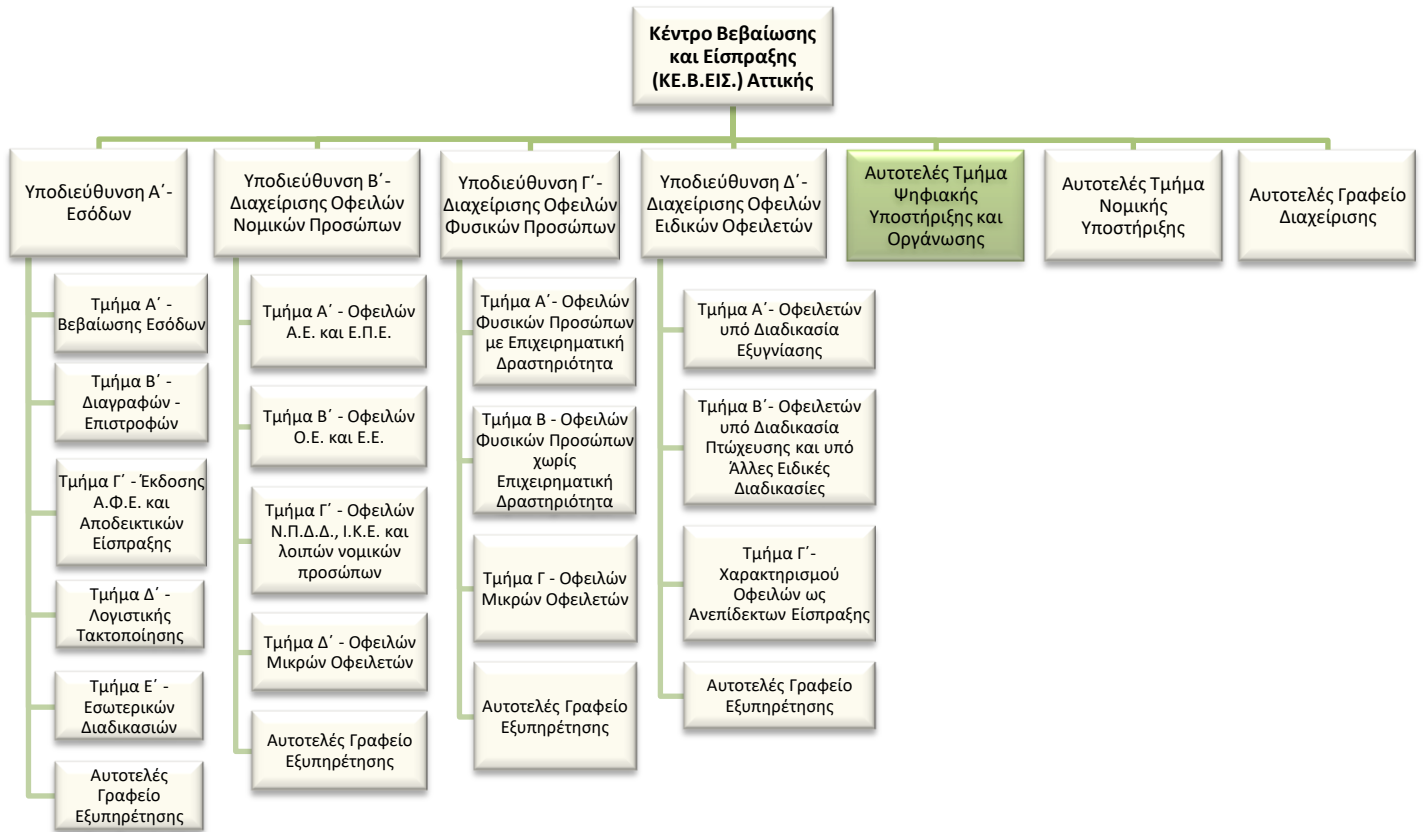 Κέντρο Βεβαίωσης
και Είσπραξης
(ΚΕ.Β.ΕΙΣ.) Αττικής
Υποδιεύθυνση Α΄-
Εσόδων
Τμήμα Α΄ -
Βεβαίωσης Εσόδων
Τμήμα Β΄ -
Διαγραφών -
Επιστροφών
Τμήμα Γ΄ - Έκδοσης
Α.Φ.Ε. και
Αποδεικτικών
Είσπραξης
Τμήμα Δ΄ -
Λογιστικής
Τακτοποίησης
Τμήμα Ε΄ -
Εσωτερικών
Διαδικασιών
Αυτοτελές
Γραφείο
Εξυπηρέτησης
Υποδιεύθυνση Β΄-
Διαχείρισης Οφειλών
Νομικών Προσώπων
Τμήμα Α΄ - Οφειλών
Α.Ε. και Ε.Π.Ε.
Τμήμα Β΄ - Οφειλών
Ο.Ε. και Ε.Ε.
Τμήμα Γ΄ - Οφειλών
Ν.Π.Δ.Δ., Ι.Κ.Ε. και
λοιπών νομικών
προσώπων
Τμήμα Δ΄ - Οφειλών
Μικρών Οφειλετών
Αυτοτελές Γραφείο
Εξυπηρέτησης
Υποδιεύθυνση Γ΄-
Διαχείρισης Οφειλών
Φυσικών Προσώπων
Τμήμα Α΄- Οφειλών
Φυσικών Προσώπων
με Επιχειρηματική
Δραστηριότητα
Τμήμα Β - Οφειλών
Φυσικών Προσώπων
χωρίς
Επιχειρηματική
Δραστηριότητα
Τμήμα Γ - Οφειλών
Μικρών Οφειλετών
Αυτοτελές Γραφείο
Εξυπηρέτησης
Υποδιεύθυνση Δ΄-
Διαχείρισης Οφειλών
Ειδικών Οφειλετών
Τμήμα Α΄- Οφειλετών
υπό Διαδικασία
Εξυγνίασης
Τμήμα Β΄- Οφειλετών
υπό Διαδικασία
Πτώχευσης και υπό
Άλλες Ειδικές
Διαδικασίες
Τμήμα Γ΄-
Χαρακτηρισμού
Οφειλών ως
Ανεπίδεκτων Είσπραξης
Αυτοτελές Γραφείο
Εξυπηρέτησης
Αυτοτελές Τμήμα
Ψηφιακής
Υποστήριξης και
Οργάνωσης
Αυτοτελές Τμήμα
Νομικής
Υποστήριξης
Αυτοτελές Γραφείο
Διαχείρισης